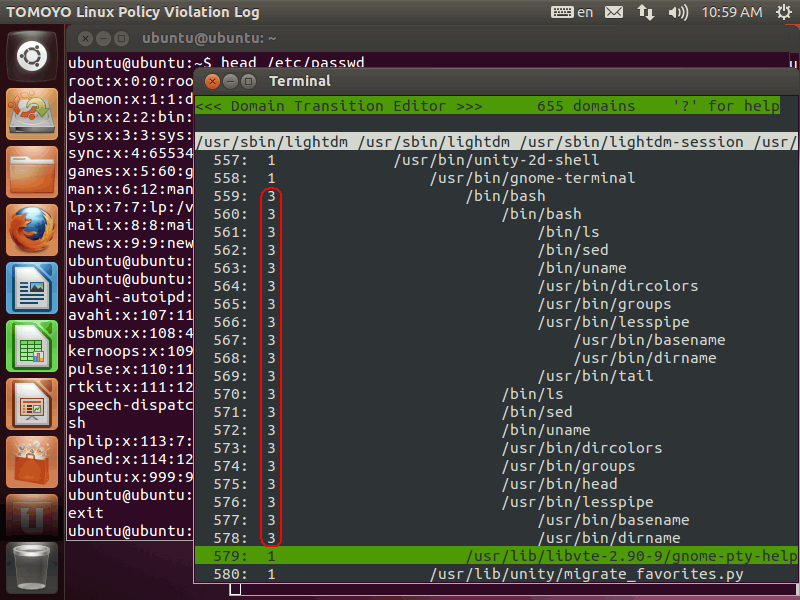 TOMOYO Linux Policy Violation Log
en
10:59 AM
ubuntu@ubuntu: ~
ubuntu@ubuntu:~$ head /etc/passwd
root:x:0:0:roo
daemon:x:1:1:d
bin:x:2:2:bin:
sys:x:3:3:sys:
sync:x:4:65534
games:x:5:60:g
man:x:6:12:man
lp:x:7:7:lp:/v
mail:x:8:8:mai
news:x:9:9:new
ubuntu@ubuntu:
ubuntu@ubuntu:
avahi-autoipd:
avahi:x:107:11
usbmux:x:108:4
kernoops:x:109
pulse:x:110:11
rtkit:x:111:12
speech-dispatc
sh
hplip:x:113:7:
saned:x:114:12
ubuntu:x:999:9
ubuntu@ubuntu:
exit
ubuntu@ubuntu:
Terminal
<<< Domain Transition Editor >>>      655 domains    '?' for help
/usr/sbin/lightdm /usr/sbin/lightdm /usr/sbin/lightdm-session /usr/
557:  1             /usr/bin/unity-2d-shell
558:  1                 /usr/bin/gnome-terminal
559:  3                     /bin/bash
560:  3                         /bin/bash
561:  3                             /bin/ls
562:  3                             /bin/sed
563:  3                             /bin/uname
564:  3                             /usr/bin/dircolors
565:  3                             /usr/bin/groups
566:  3                             /usr/bin/lesspipe
567:  3                                 /usr/bin/basename
568:  3                                 /usr/bin/dirname
569:  3                             /usr/bin/tail
570:  3                         /bin/ls
571:  3                         /bin/sed
572:  3                         /bin/uname
573:  3                         /usr/bin/dircolors
574:  3                         /usr/bin/groups
575:  3                         /usr/bin/head
576:  3                         /usr/bin/lesspipe
577:  3                             /usr/bin/basename
578:  3                             /usr/bin/dirname
579:  1                     /usr/lib/libvte-2.90-9/gnome-pty-help
580:  1                 /usr/lib/unity/migrate_favorites.py